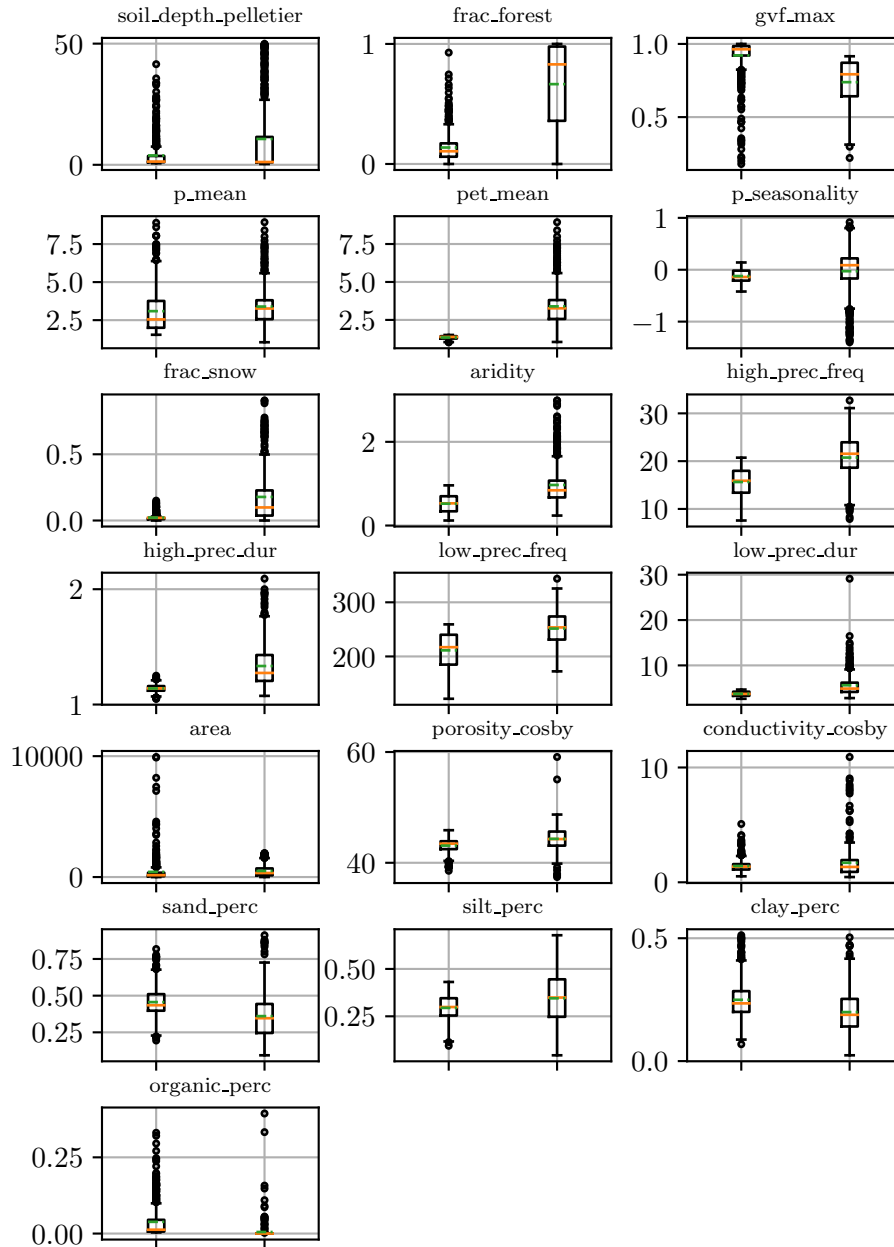 soil_depth_pelletier frac_forest gvf_max
50 1 1.0
0.5
0 0
p_mean pet_mean p_seasonality
7.5 7.5 1
5.0 5.0 0
2.5 2.5 −1
frac_snow aridity high_prec_freq
0.5 2 30
20
0.0 0 10
high_prec_dur low_prec_freq low_prec_dur
2 300 30
20
200 10
1 0
area porosity_cosby conductivity_cosby
10000 60 10
0 40 0
sand_perc silt_perc clay_perc
0.75 0.50 0.5
0.50
0.25 0.25
0.0
organic_perc
0.25
0.00